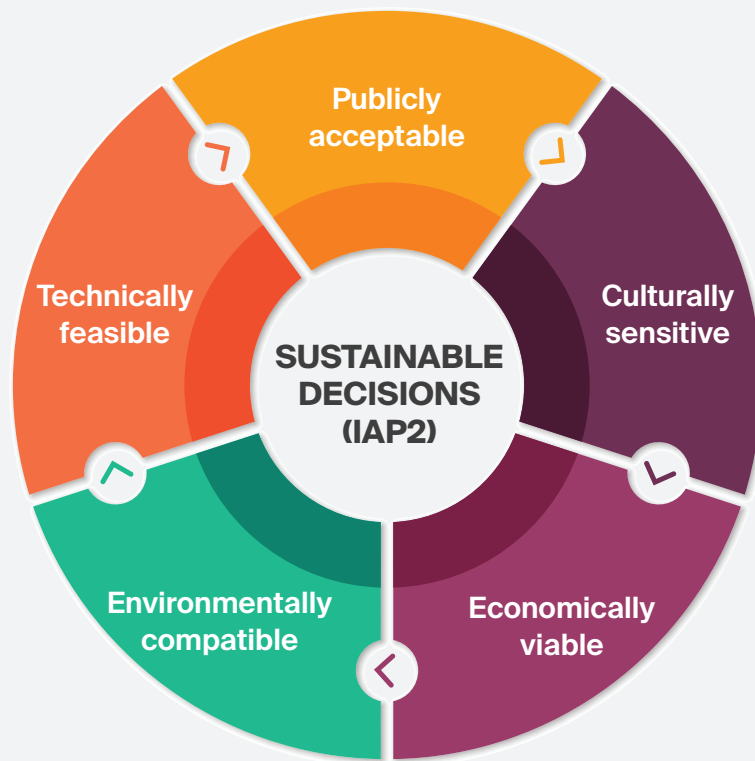 Publicly
acceptable
Culturally
sensitive
Economically
viable
Environmentally
compatible
Technically
feasible
SUSTAINABLE
DECISIONS
(IAP2)